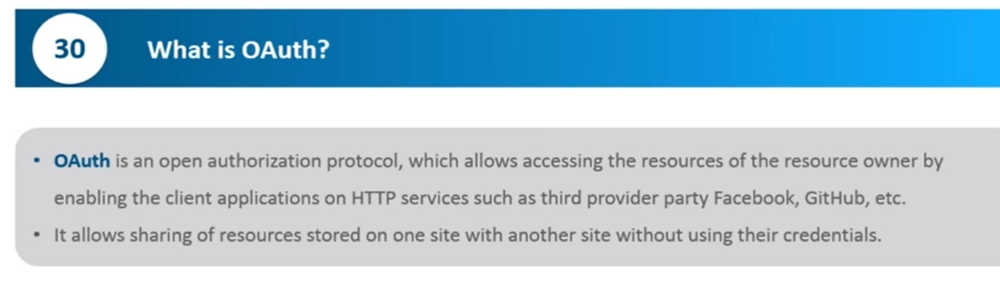 30
What is OAuth?
• OAuth is an open authorization protocol, which allows accessing the resources of the resource owner by
enabling the client applications on HTTP services such as third provider party Facebook, GitHub, etc.
• It allows sharing of resources stored on one site with another site without using their credentials.